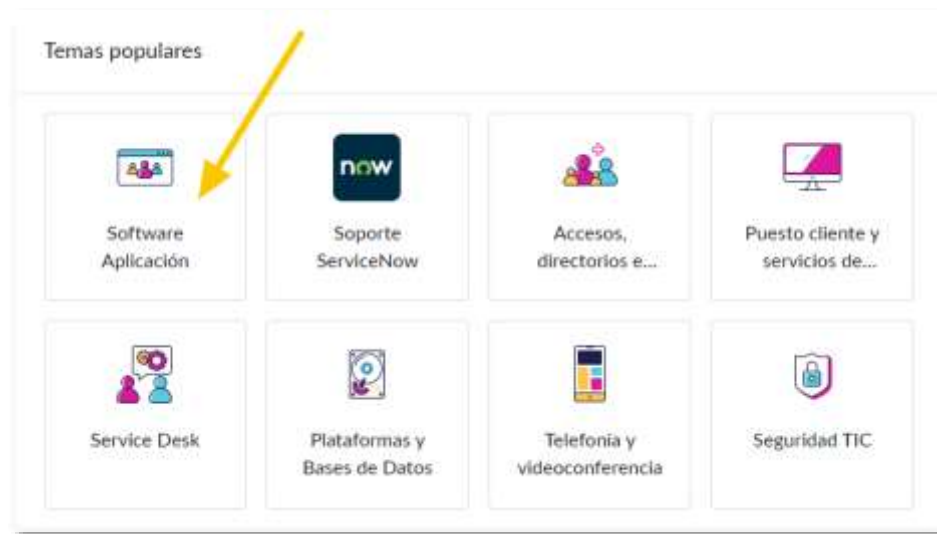 Temas populares
now
Software
Aplicación
Soporte
ServiceNow
Accesos,
directorios e...
Puesto cliente y
servicios de...
Service Desk
Plataformas y
Bases de Datos
Telefonía y
videoconferencia
Seguridad TIC